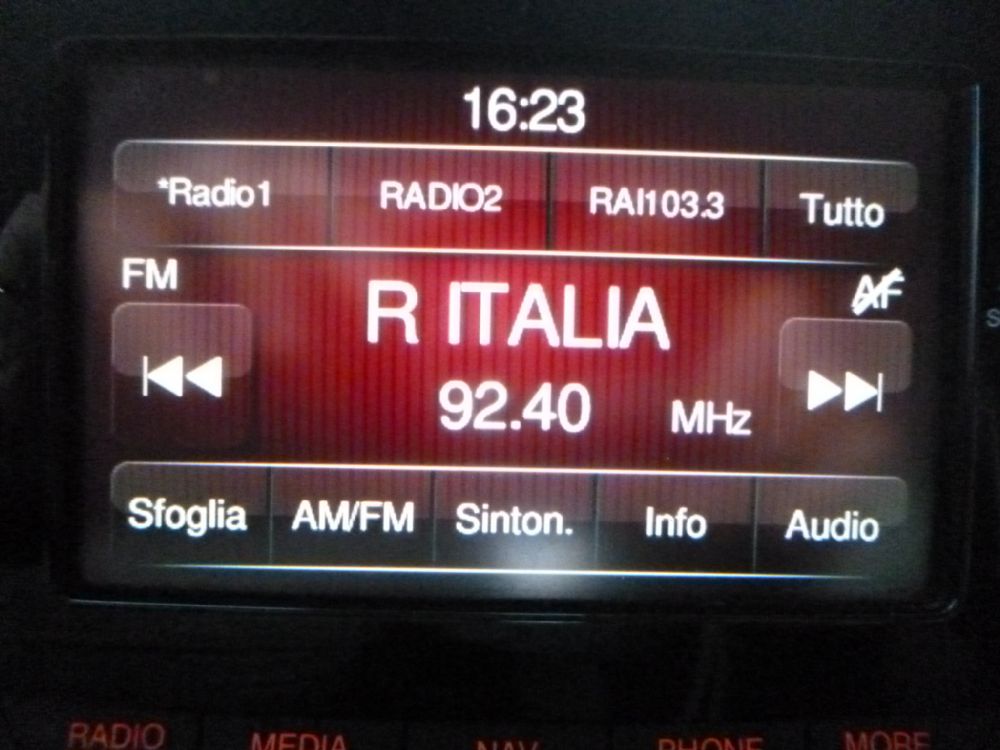 16:23
*Radio1 RADIO2 RAI103.3 Tutto
FM AF
R ITALIA
92.40 MHz
Sfoglia AM/FM Sinton. Info Audio
RADIO MEDIA NAV PHONE MORE